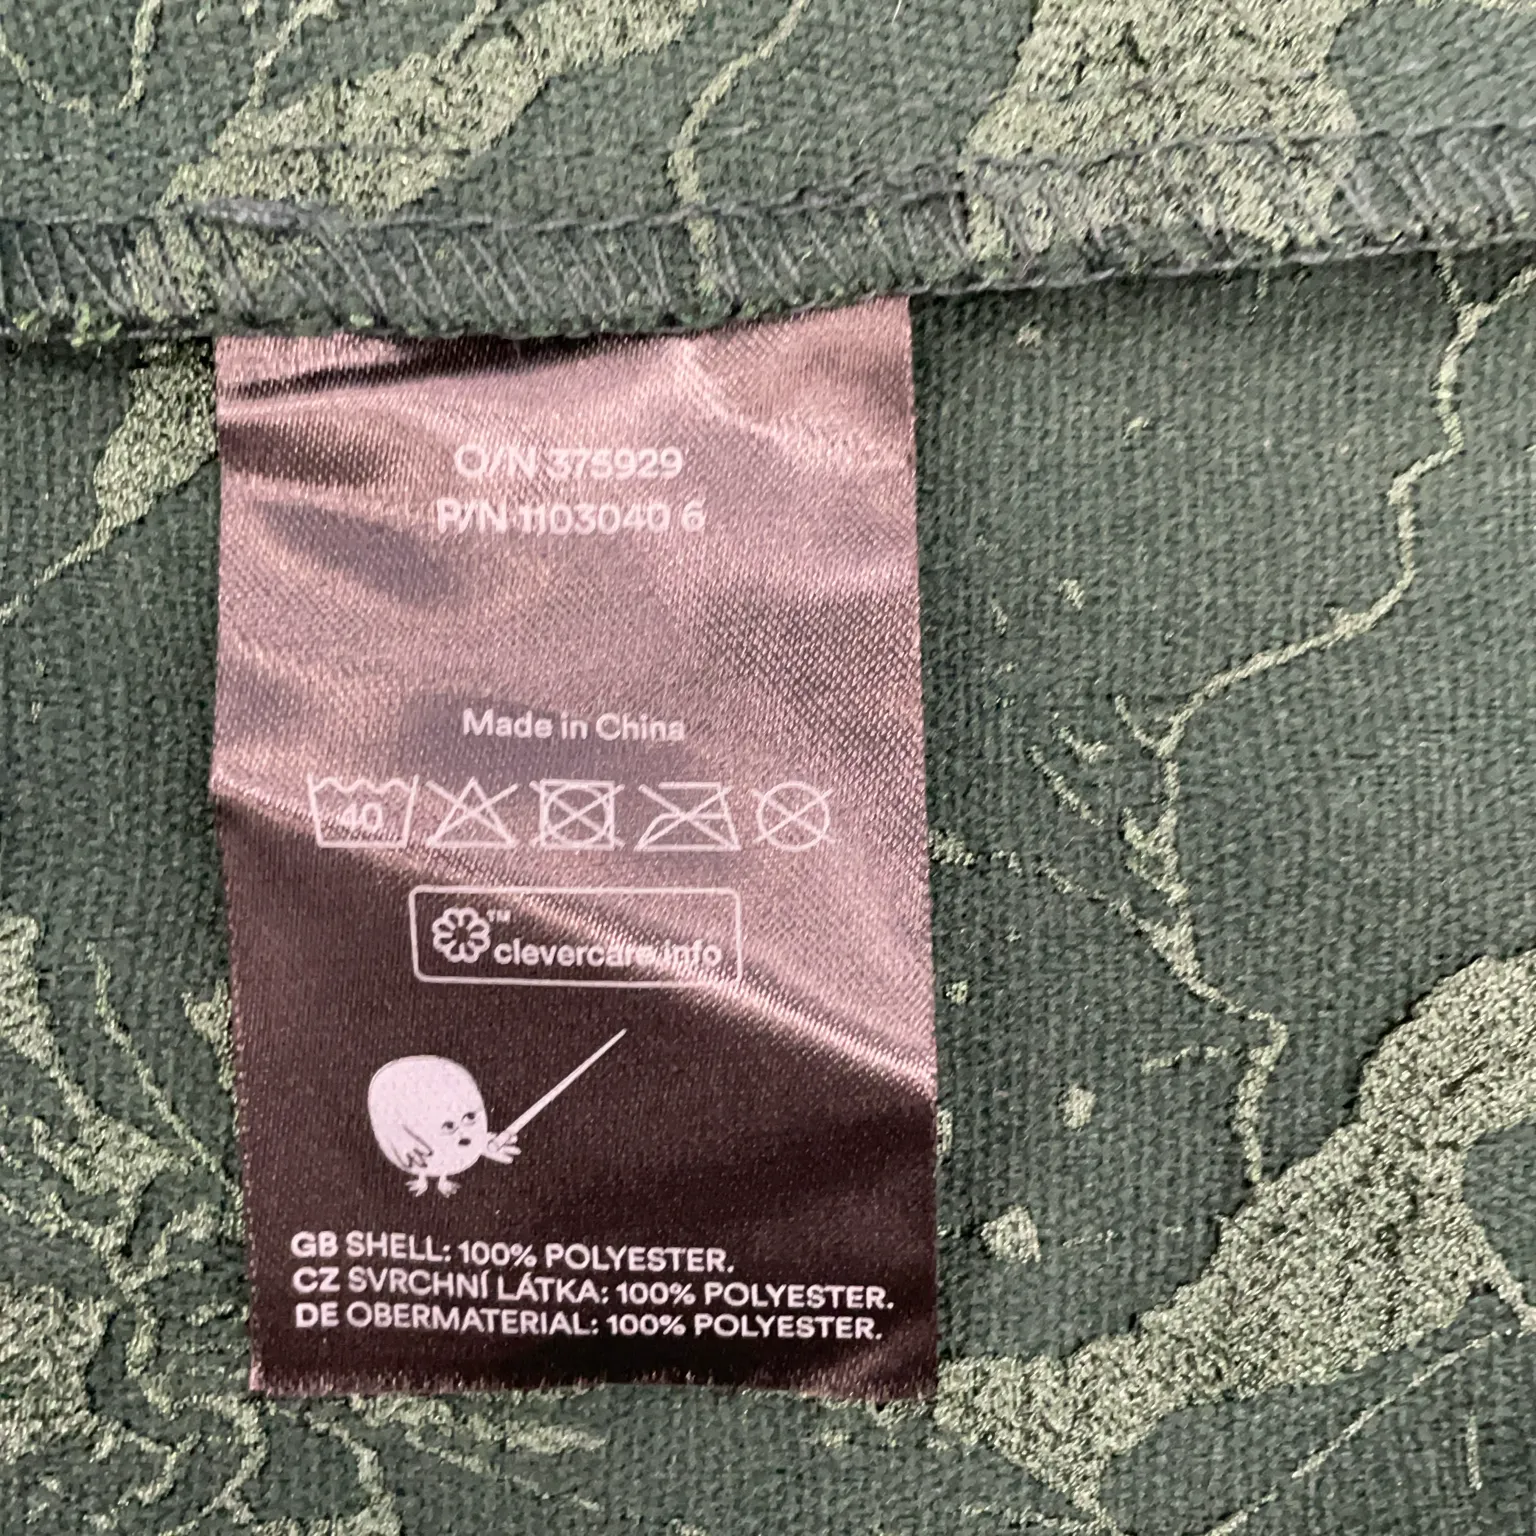 O/N 375929
P/N 1103040 6
Made in China
40
™
clevercare.info
GB SHELL: 100% POLYESTER.
CZ SVRCHNÍ LÁTKA: 100% POLYESTER.
DE OBERMATERIAL: 100% POLYESTER.